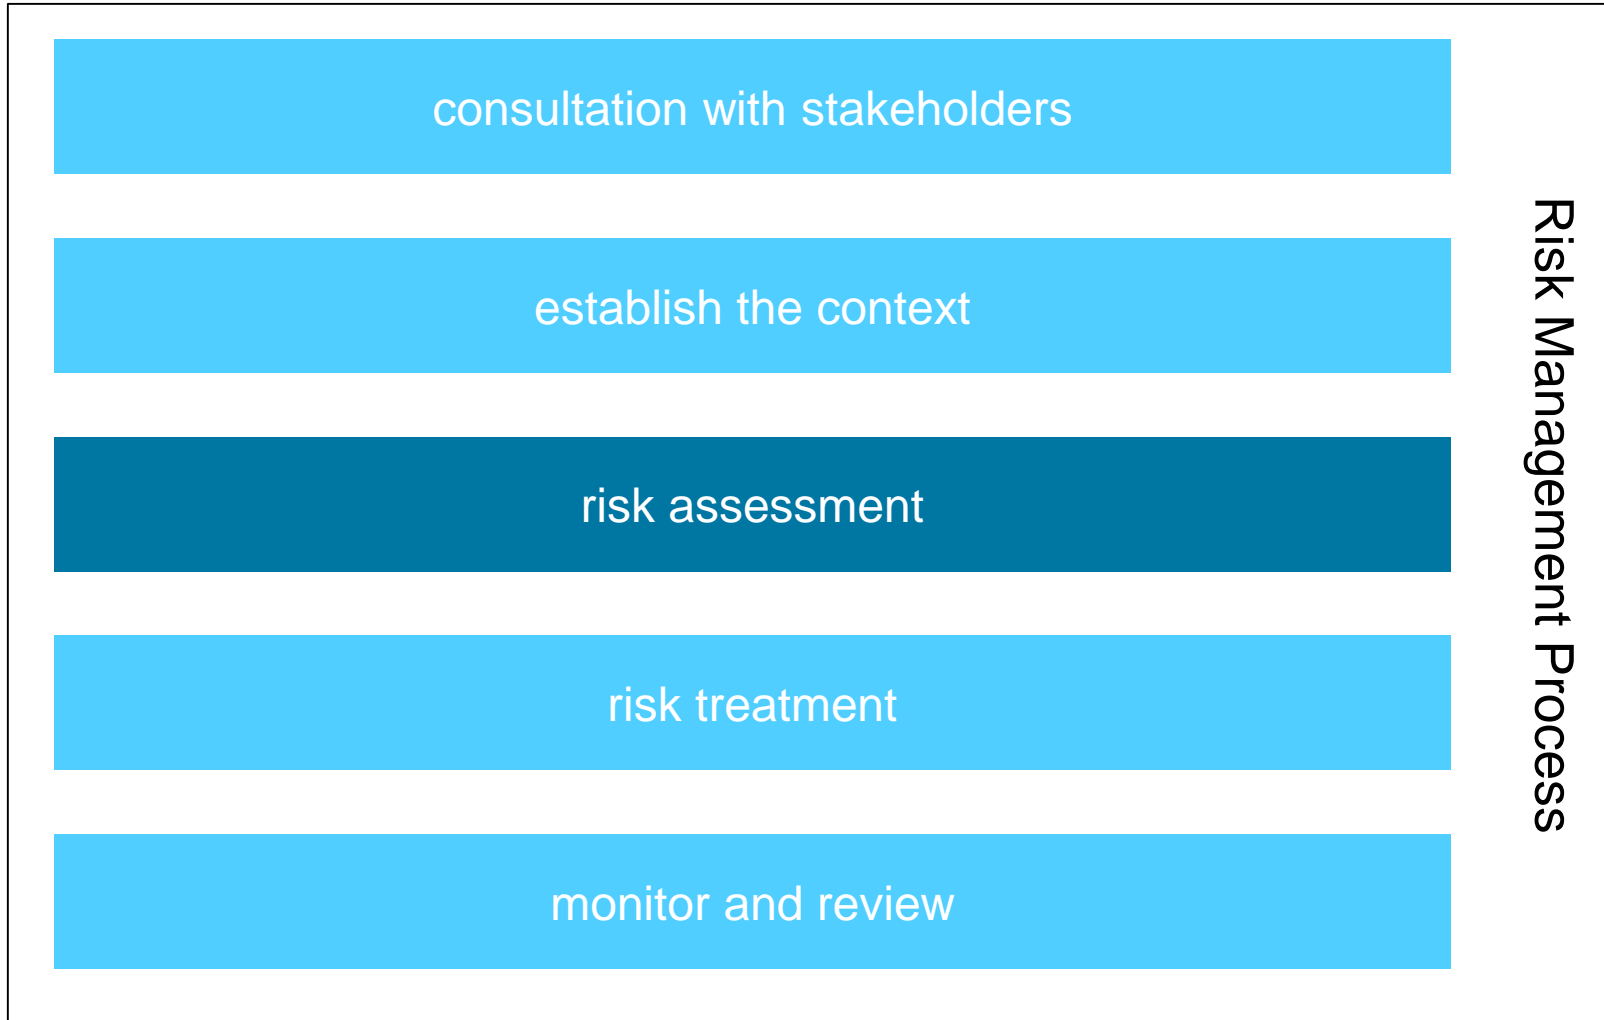 consultation with stakeholders
establish the context
risk assessment
risk treatment
monitor and review
Risk Management Process